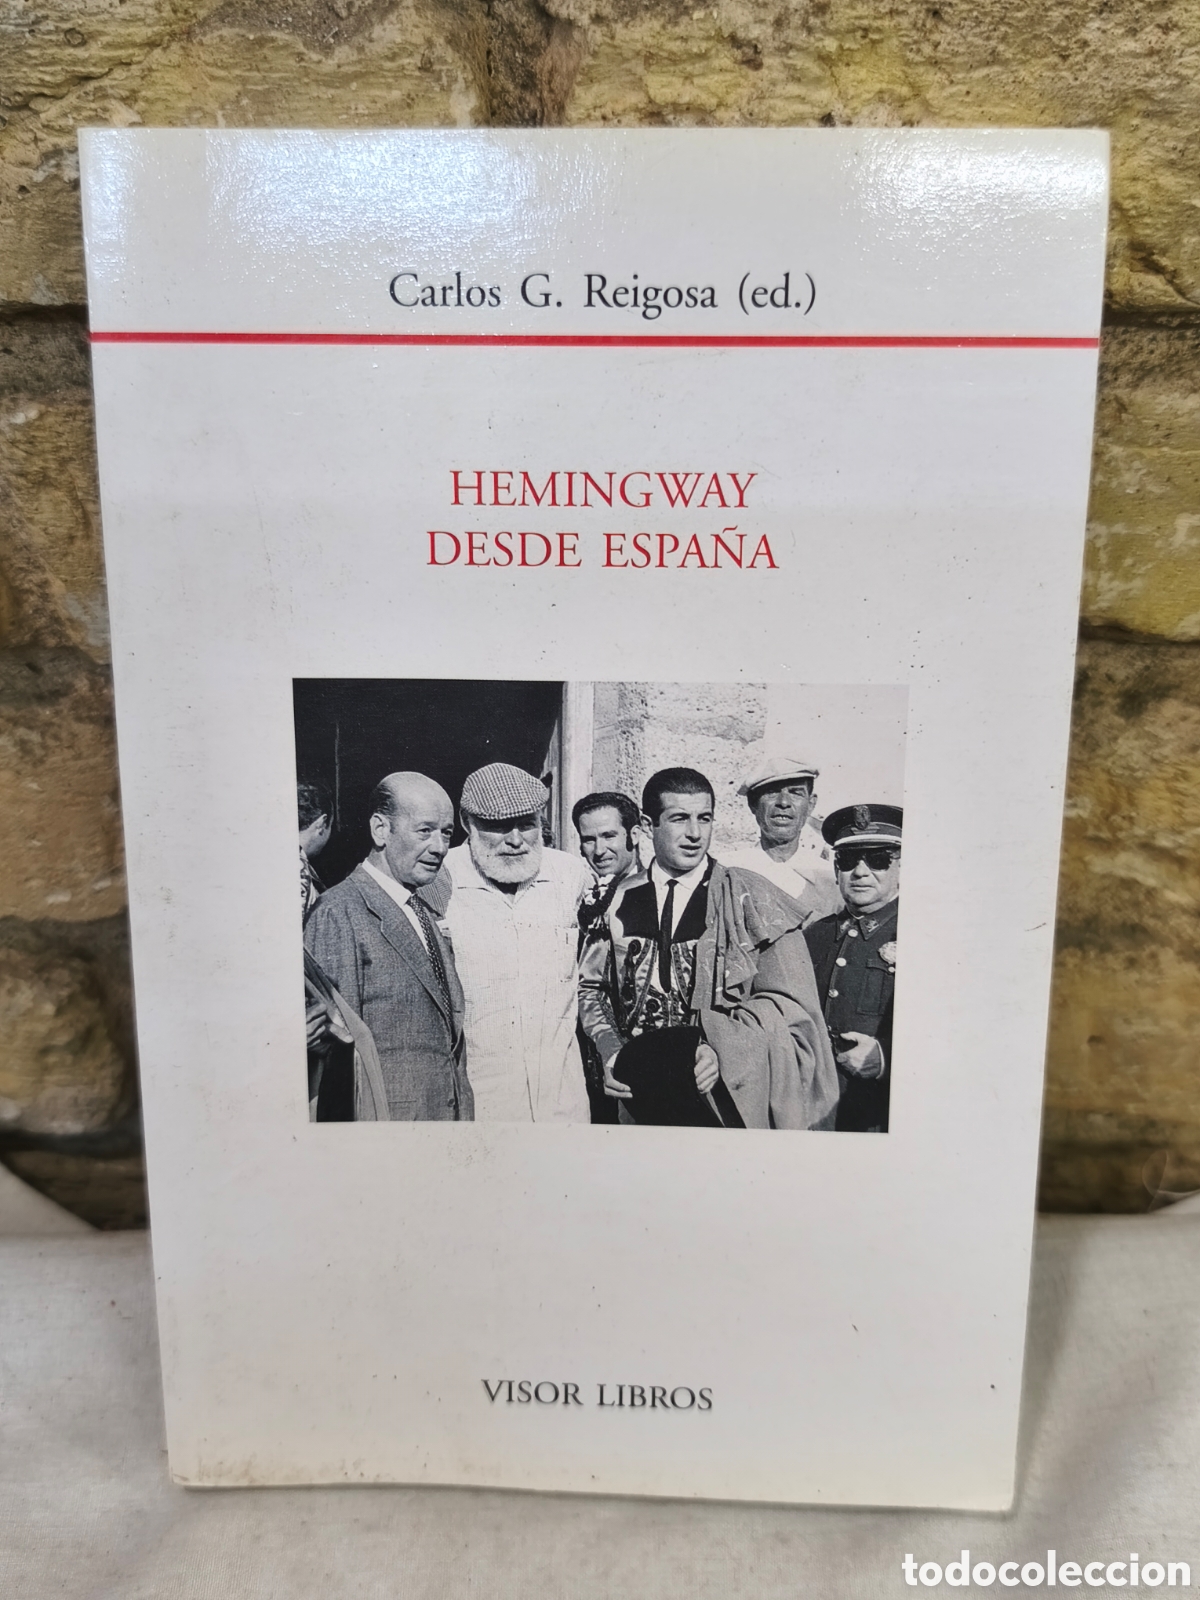 Carlos G. Reigosa (ed.)
HEMINGWAY
DESDE ESPAÑA
VISOR LIBROS
todocoleccion